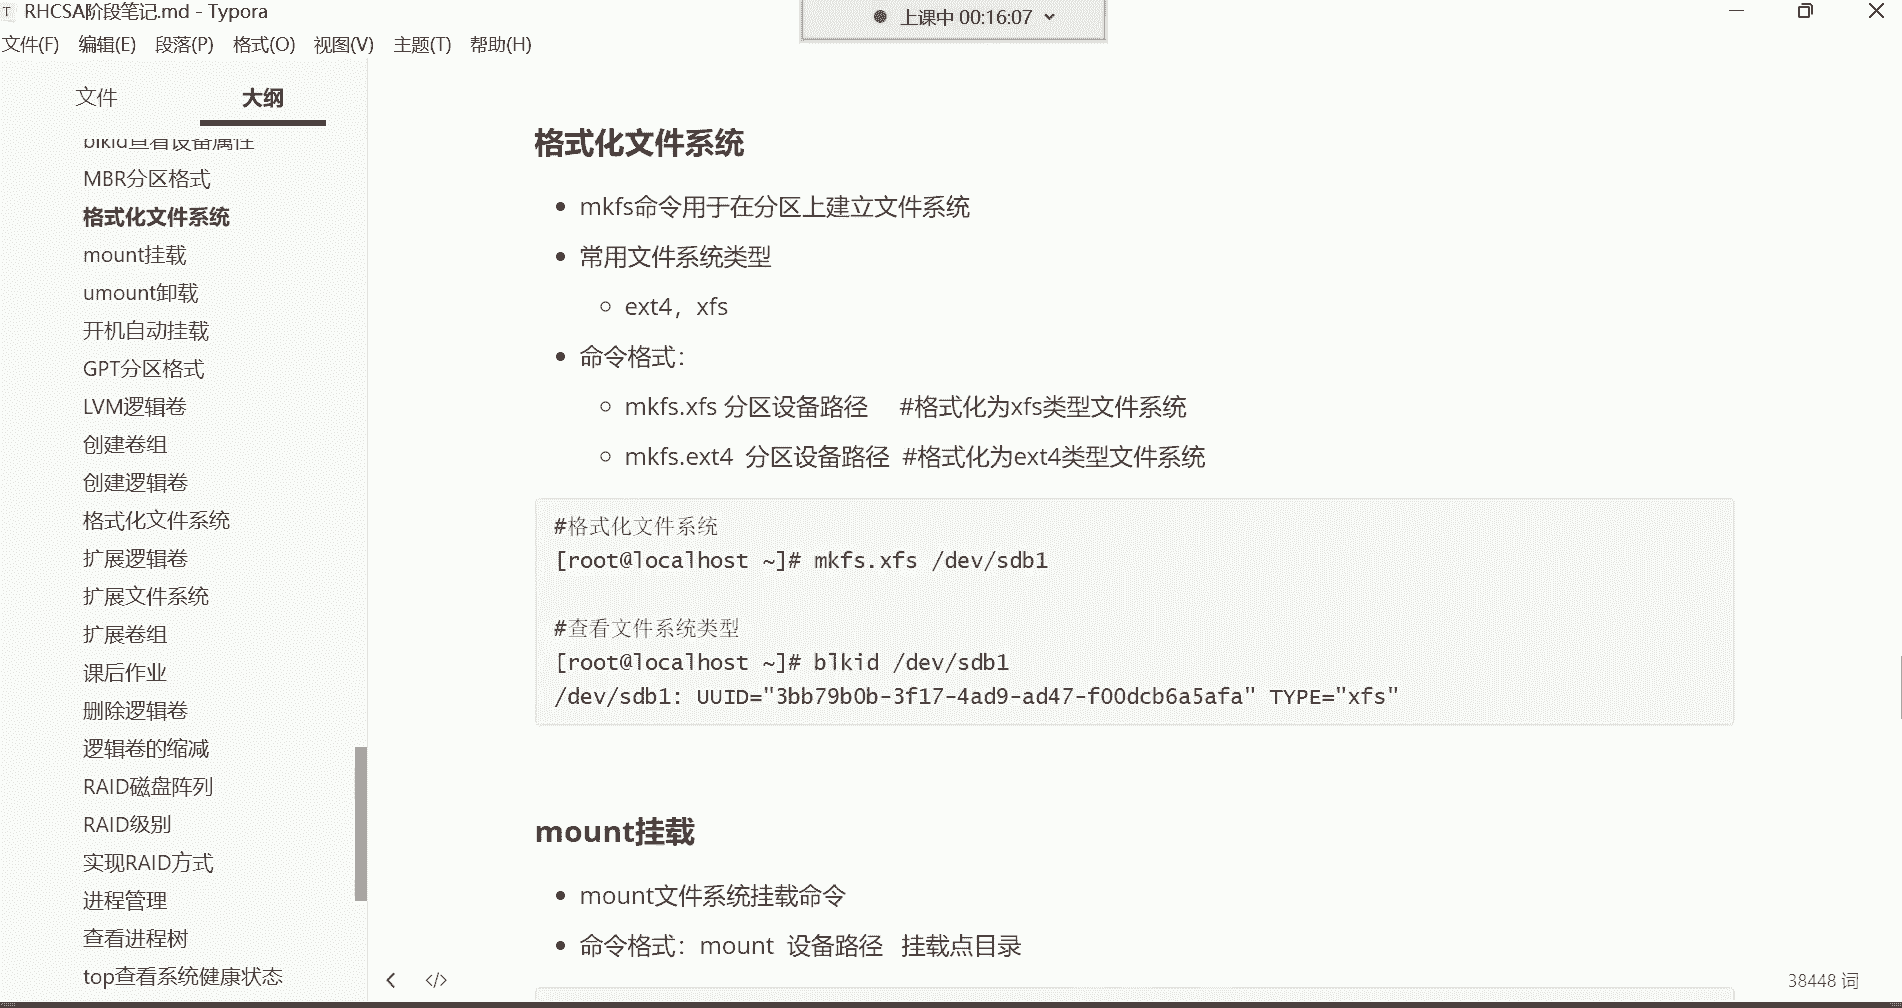 RHCSA阶段笔记.md - Typora
上课中 00:16:07
文件(F) 编辑(E) 段落(P) 格式(O) 视图(V) 主题(T) 帮助(H)
文件 大纲
blkid查看设备属性
MBR分区格式
格式化文件系统
mount挂载
umount卸载
开机自动挂载
GPT分区格式
LVM逻辑卷
创建卷组
创建逻辑卷
格式化文件系统
扩展逻辑卷
扩展文件系统
扩展卷组
课后作业
删除逻辑卷
逻辑卷的缩减
RAID磁盘阵列
RAID级别
实现RAID方式
进程管理
查看进程树
top查看系统健康状态
格式化文件系统
mkfs命令用于在分区上建立文件系统
常用文件系统类型
ext4，xfs
命令格式：
mkfs.xfs 分区设备路径 #格式化为xfs类型文件系统
mkfs.ext4 分区设备路径 #格式化为ext4类型文件系统
#格式化文件系统
[root@localhost ~]# mkfs.xfs /dev/sdb1
#查看文件系统类型
[root@localhost ~]# blkid /dev/sdb1
/dev/sdb1: UUID="3bb79b0b-3f17-4ad9-ad47-f00dcb6a5afa" TYPE="xfs"
mount挂载
mount文件系统挂载命令
命令格式：mount 设备路径 挂载点目录
38448 词